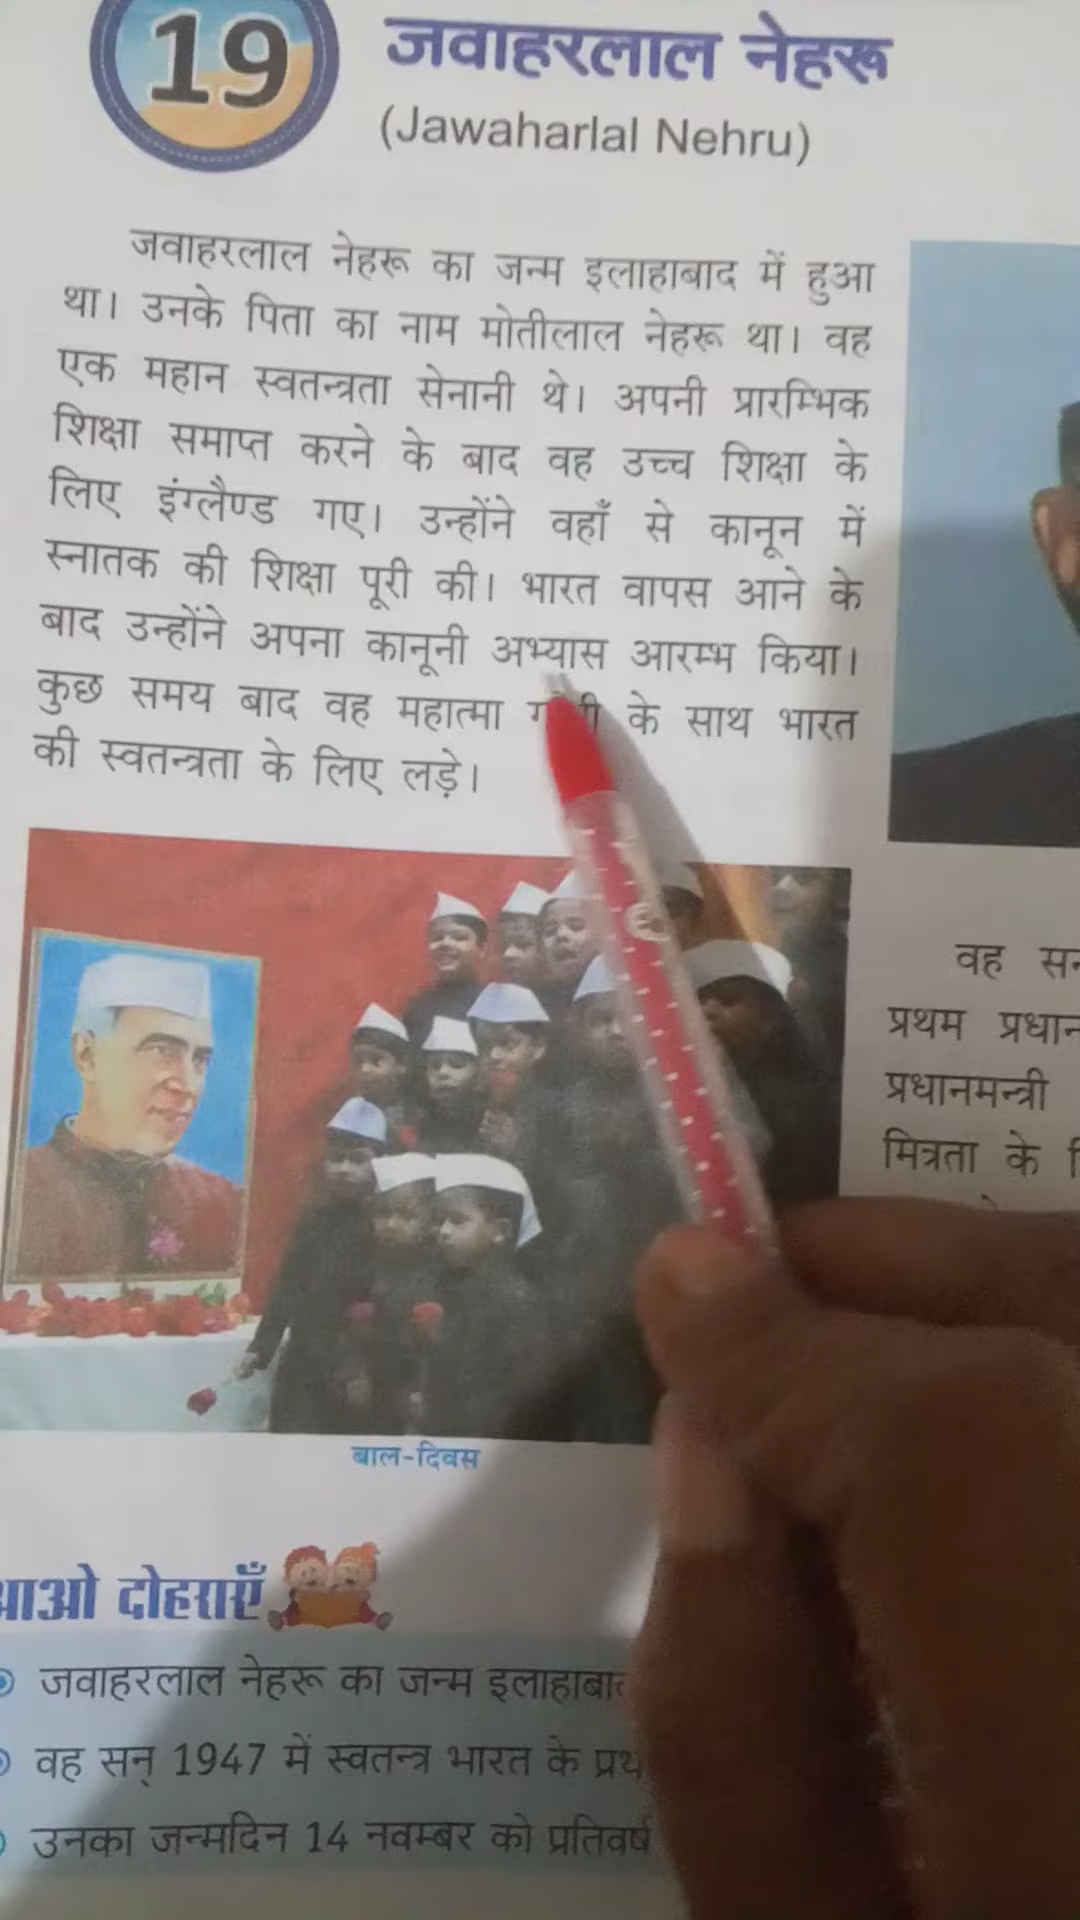 19
जवाहरलाल नेहरू
(Jawaharlal Nehru)
जवाहरलाल नेहरू का जन्म इलाहाबाद में हुआ
था। उनके पिता का नाम मोतीलाल नेहरू था। वह
एक महान स्वतन्त्रता सेनानी थे। अपनी प्रारम्भिक
शिक्षा समाप्त करने के बाद वह उच्च शिक्षा के
लिए इंग्लैण्ड गए। उन्होंने वहाँ से कानून में
स्नातक की शिक्षा पूरी की। भारत वापस आने के
बाद उन्होंने अपना कानूनी अभ्यास आरम्भ किया।
कुछ समय बाद वह महात्मा के साथ भारत
की स्वतन्त्रता के लिए लड़े।
बाल-दिवस
वह
प्रथम
प्रधानमन्त्री
मित्रता के
दोहराएँ
जवाहरलाल नेहरू का जन्म
वह सन् 1947 में स्वतन्त्र भारत के
उनका जन्मदिन 14 नवम्बर को प्रतिवर्ष